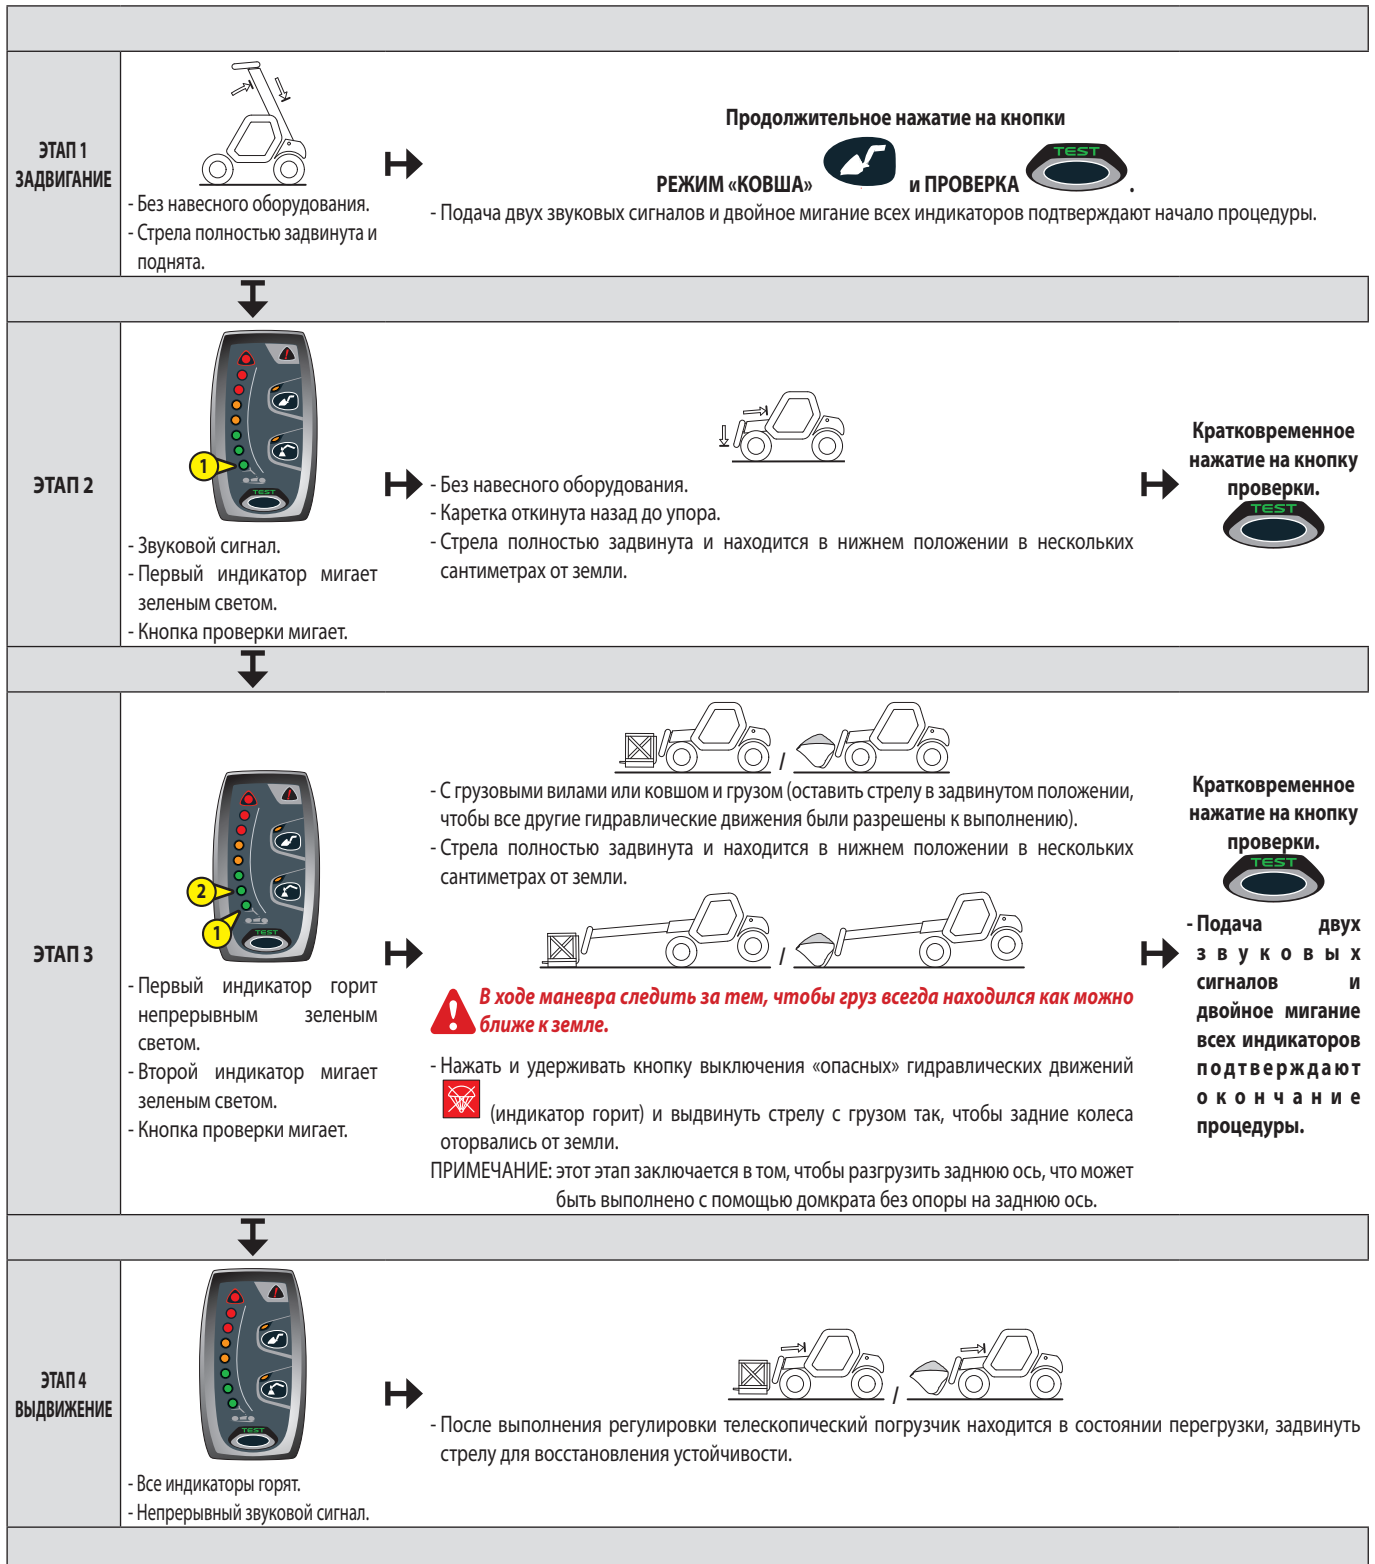 ЭТАП 1
ЗАДВИГАНИЕ
- Без навесного оборудования.
- Стрела полностью задвинута и
поднята.
Продолжительное нажатие на кнопки
РЕЖИМ «КОВША» и ПРОВЕРКА TEST .
- Подача двух звуковых сигналов и двойное мигание всех индикаторов подтверждают начало процедуры.
ЭТАП 2
1
TEST
- Звуковой сигнал.
- Первый индикатор мигает
зеленым светом.
- Кнопка проверки мигает.
- Без навесного оборудования.
- Каретка откинута назад до упора.
- Стрела полностью задвинута и находится в нижнем положении в нескольких
сантиметрах от земли.
Кратковременное
нажатие на кнопку
проверки.
TEST
ЭТАП 3
2
1
TEST
- Первый индикатор горит
непрерывным зеленым
светом.
- Второй индикатор мигает
зеленым светом.
- Кнопка проверки мигает.
/
- С грузовыми вилами или ковшом и грузом (оставить стрелу в задвинутом положении,
чтобы все другие гидравлические движения были разрешены к выполнению).
- Стрела полностью задвинута и находится в нижнем положении в нескольких
сантиметрах от земли.
/
В ходе маневра следить за тем, чтобы груз всегда находился как можно
ближе к земле.
- Нажать и удерживать кнопку выключения «опасных» гидравлических движений
(индикатор горит) и выдвинуть стрелу с грузом так, чтобы задние колеса
оторвались от земли.
ПРИМЕЧАНИЕ: этот этап заключается в том, чтобы разгрузить заднюю ось, что может
быть выполнено с помощью домкрата без опоры на заднюю ось.
Кратковременное
нажатие на кнопку
проверки.
TEST
- Подача двух
звуковых
сигналов и
двойное мигание
всех индикаторов
подтверждают
окончание
процедуры.
ЭТАП 4
ВЫДВИЖЕНИЕ
TEST
- Все индикаторы горят.
- Непрерывный звуковой сигнал.
/
- После выполнения регулировки телескопический погрузчик находится в состоянии перегрузки, задвинуть
стрелу для восстановления устойчивости.